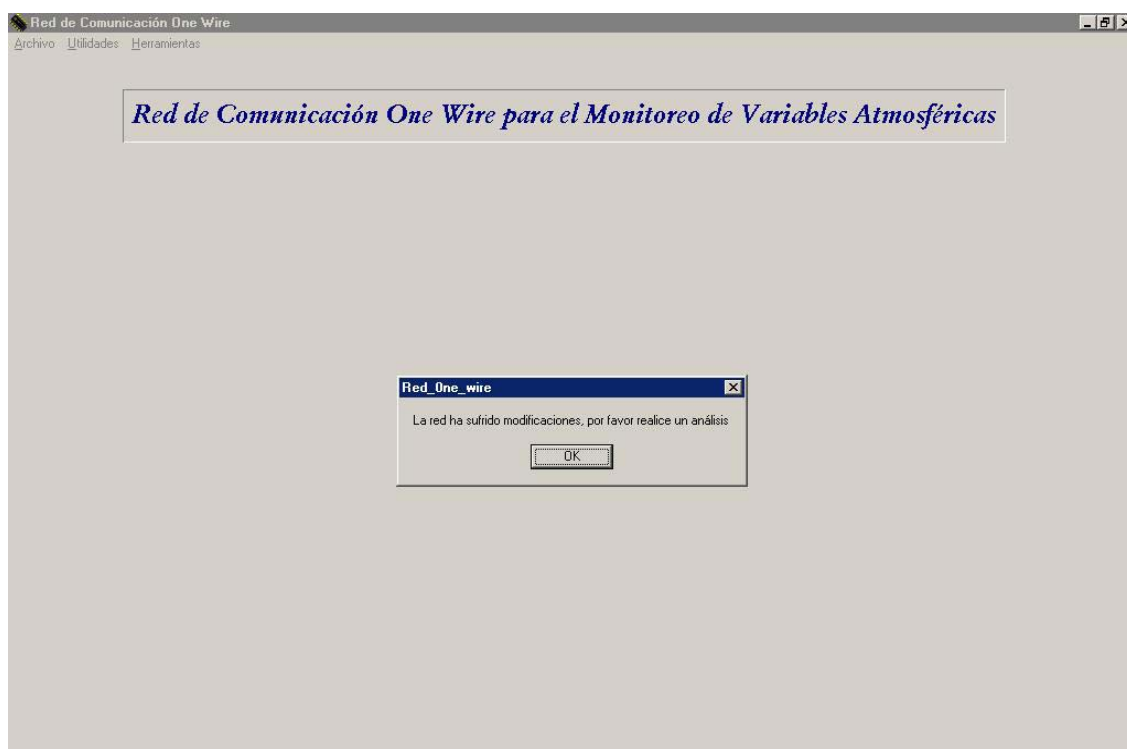 Red de Comunicación One Wire
Archivo Utilidades Herramientas
Red de Comunicación One Wire para el Monitoreo de Variables Atmosféricas
Red_One_wire
La red ha sufrido modificaciones, por favor realice un análisis
OK